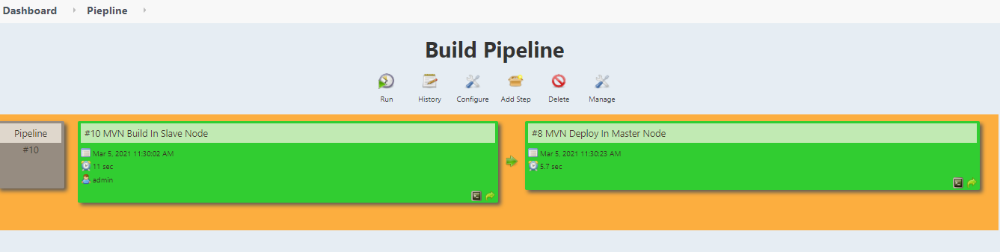 Dashboard Piepline
Build Pipeline
Run History Configure Add Step Delete Manage
Pipeline
#10
#10 MVN Build In Slave Node
Mar 5, 2021 11:30:02 AM
11 sec
admin
#8 MVN Deploy In Master Node
Mar 5, 2021 11:30:23 AM
5.7 sec